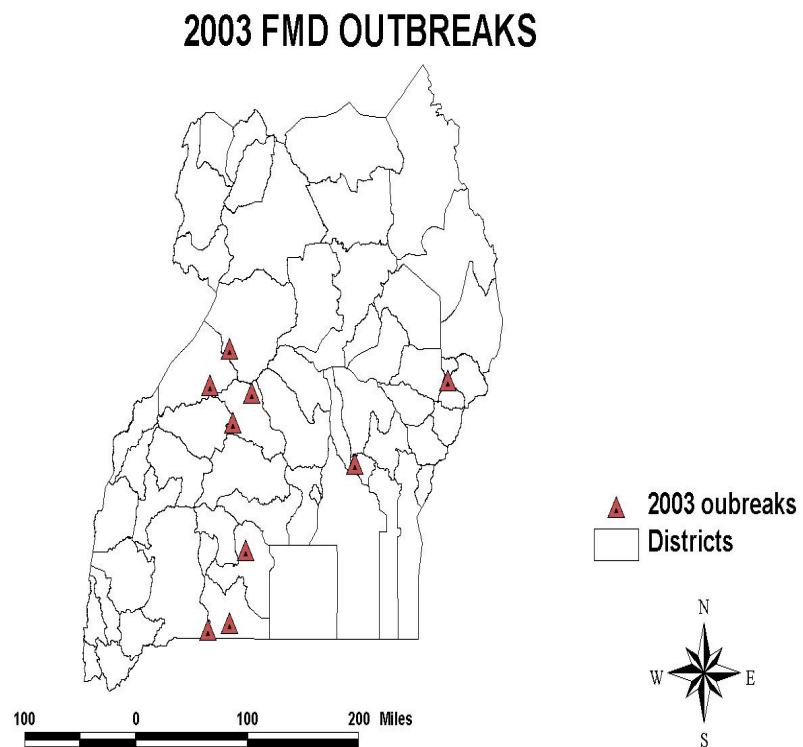 2003 FMD OUTBREAKS
2003 oubreaks
Districts
N
W E
S
100 0 100 200 Miles